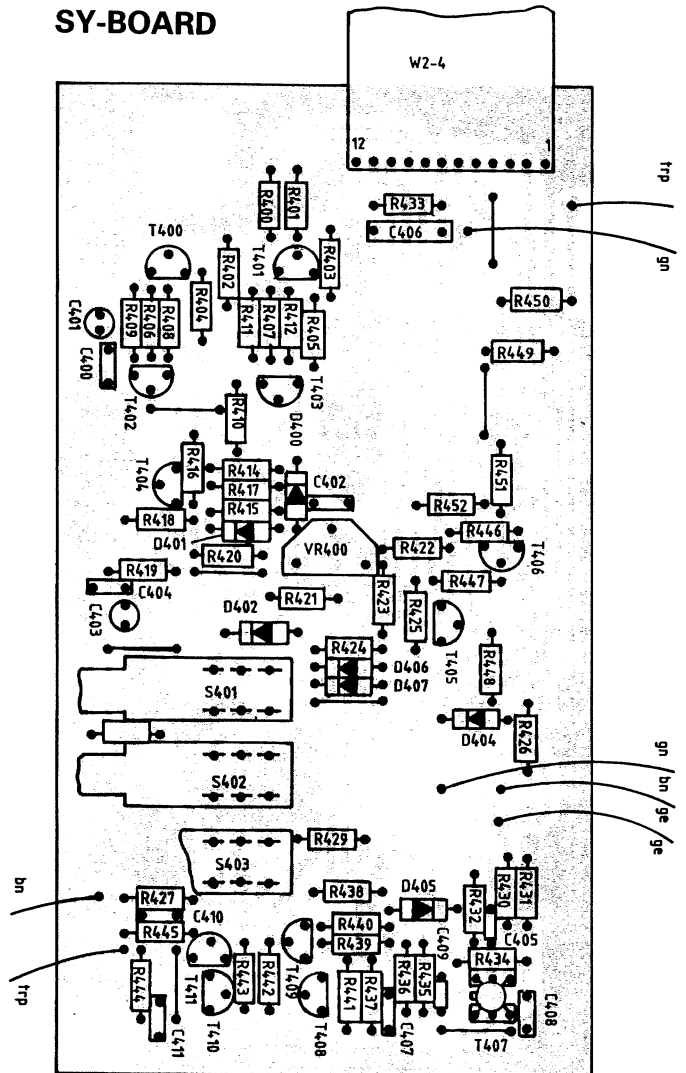 SY-BOARD
W2-4
12 1
trp
R433
R400
R401
C406
gn
T400
T401
R403
R402
R404
R450
C401
R409
R406
R408
R411
R407
R412
R405
R449
C400
T402
T403
R410
D400
R416
T404
R414
R417
R415
C402
R451
R452
R418
D401
R446
VR400
R422
T406
R420
R419
C404
R447
R421
R423
R425
C403
D402
T405
R424
D406
D407
R448
S401
D404
R426
gn
bn
S402
ge
ge
R429
S403
bn
R427
R438
D405
R432
R430
R431
C410
R440
R445
R439
C409
C405
R434
T411
R443
R442
T409
R444
R441
R437
R436
R435
C411
T410
T408
C407
T407
C408
trp